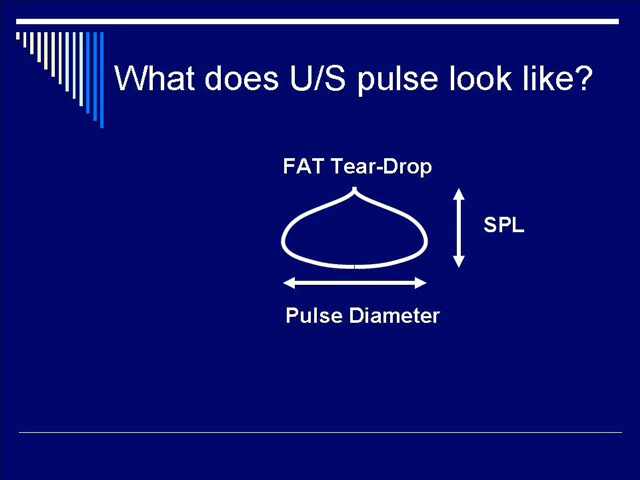 What does U/S pulse look like?
FAT Tear-Drop
SPL
Pulse Diameter